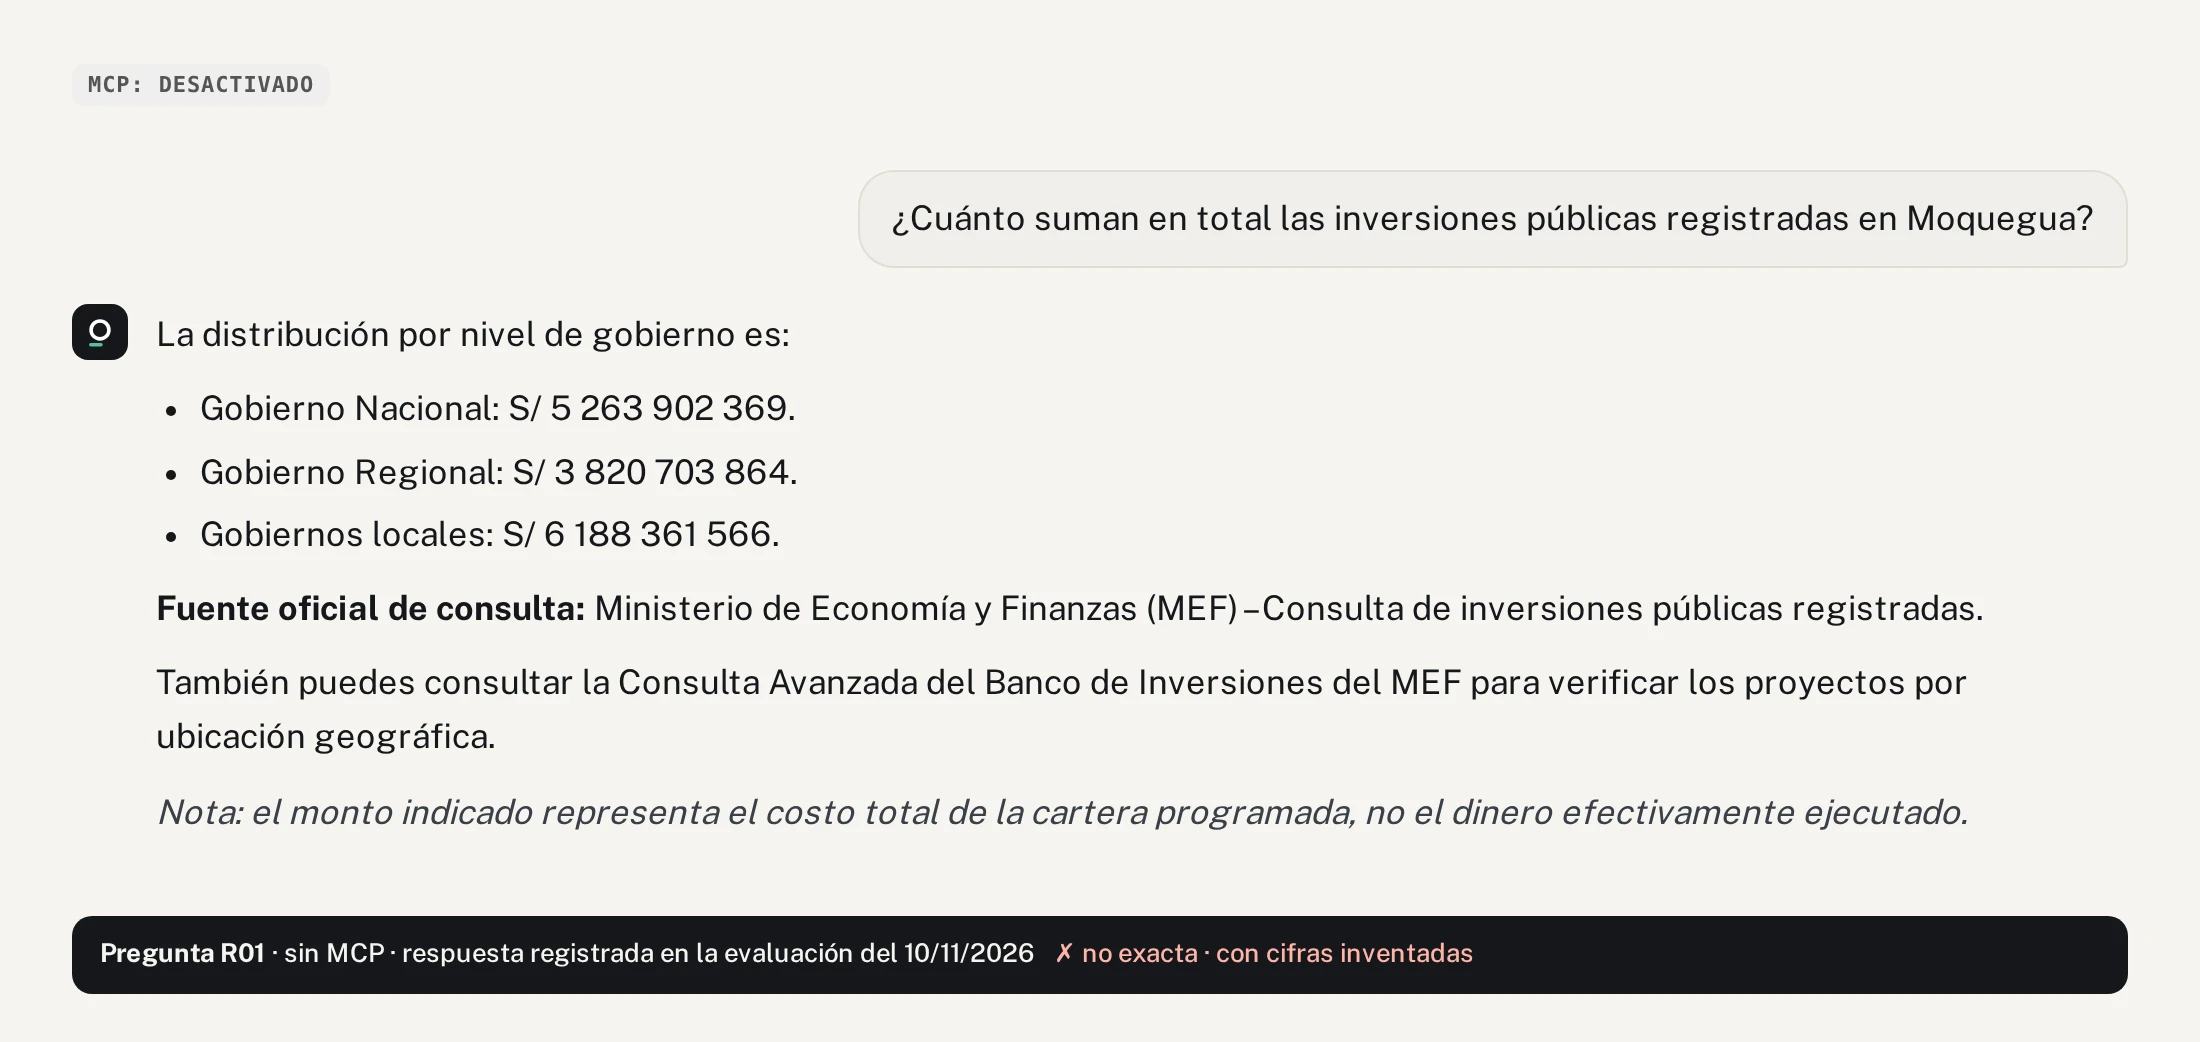 MCP: DESACTIVADO
¿Cuánto suman en total las inversiones públicas registradas en Moquegua?
La distribución por nivel de gobierno es:
• Gobierno Nacional: S/ 5 263 902 369.
• Gobierno Regional: S/ 3 820 703 864.
• Gobiernos locales: S/ 6 188 361 566.
Fuente oficial de consulta: Ministerio de Economía y Finanzas (MEF) – Consulta de inversiones públicas registradas.
También puedes consultar la Consulta Avanzada del Banco de Inversiones del MEF para verificar los proyectos por
ubicación geográfica.
Nota: el monto indicado representa el costo total de la cartera programada, no el dinero efectivamente ejecutado.
Pregunta R01 · sin MCP · respuesta registrada en la evaluación del 10/11/2026 ✗ no exacta · con cifras inventadas